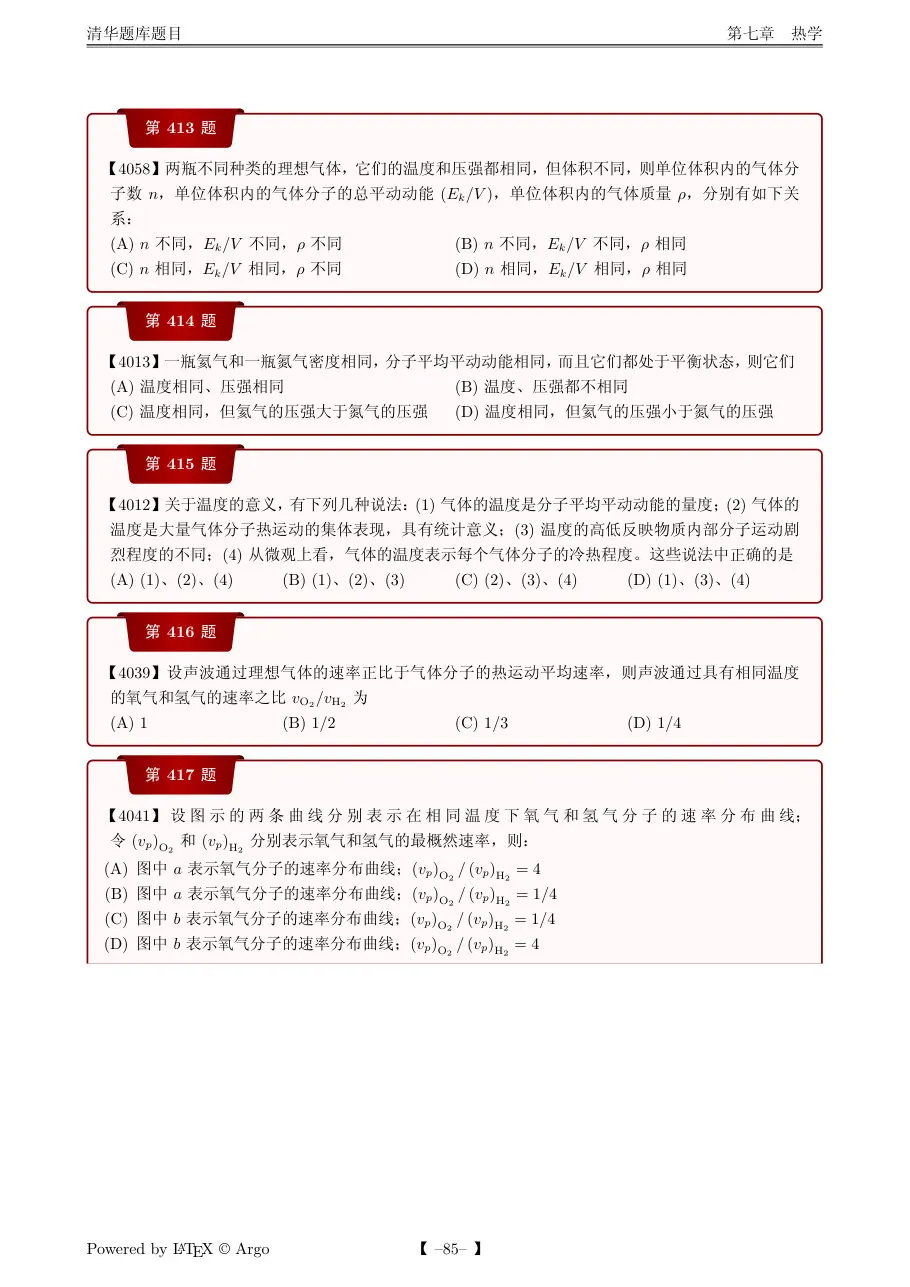 清华题库题目 第七章 热学
第 413 题
【4058】两瓶不同种类的理想气体，它们的温度和压强都相同，但体积不同，则单位体积内的气体分
子数 n，单位体积内的气体分子的总平动动能 (Ek/V)，单位体积内的气体质量 ρ，分别有如下关
系：
(A) n 不同，Ek/V 不同，ρ 不同 (B) n 不同，Ek/V 不同，ρ 相同
(C) n 相同，Ek/V 相同，ρ 不同 (D) n 相同，Ek/V 相同，ρ 相同
第 414 题
【4013】一瓶氦气和一瓶氮气密度相同，分子平均平动动能相同，而且它们都处于平衡状态，则它们
(A) 温度相同、压强相同 (B) 温度、压强都不相同
(C) 温度相同，但氦气的压强大于氮气的压强 (D) 温度相同，但氦气的压强小于氮气的压强
第 415 题
【4012】关于温度的意义，有下列几种说法：(1) 气体的温度是分子平均平动动能的量度；(2) 气体的
温度是大量气体分子热运动的集体表现，具有统计意义；(3) 温度的高低反映物质内部分子运动剧
烈程度的不同；(4) 从微观上看，气体的温度表示每个气体分子的冷热程度。这些说法中正确的是
(A) (1)、(2)、(4) (B) (1)、(2)、(3) (C) (2)、(3)、(4) (D) (1)、(3)、(4)
第 416 题
【4039】设声波通过理想气体的速率正比于气体分子的热运动平均速率，则声波通过具有相同温度
的氧气和氢气的速率之比 vO2/vH2 为
(A) 1 (B) 1/2 (C) 1/3 (D) 1/4
第 417 题
【4041】设图示的两条曲线分别表示在相同温度下氧气和氢气分子的速率分布曲线；
令 (vp)O2 和 (vp)H2 分别表示氧气和氢气的最概然速率，则：
(A) 图中 a 表示氧气分子的速率分布曲线；(vp)O2 / (vp)H2 = 4
(B) 图中 a 表示氧气分子的速率分布曲线；(vp)O2 / (vp)H2 = 1/4
(C) 图中 b 表示氧气分子的速率分布曲线；(vp)O2 / (vp)H2 = 1/4
(D) 图中 b 表示氧气分子的速率分布曲线；(vp)O2 / (vp)H2 = 4
Powered by LATEX © Argo 【 –85– 】